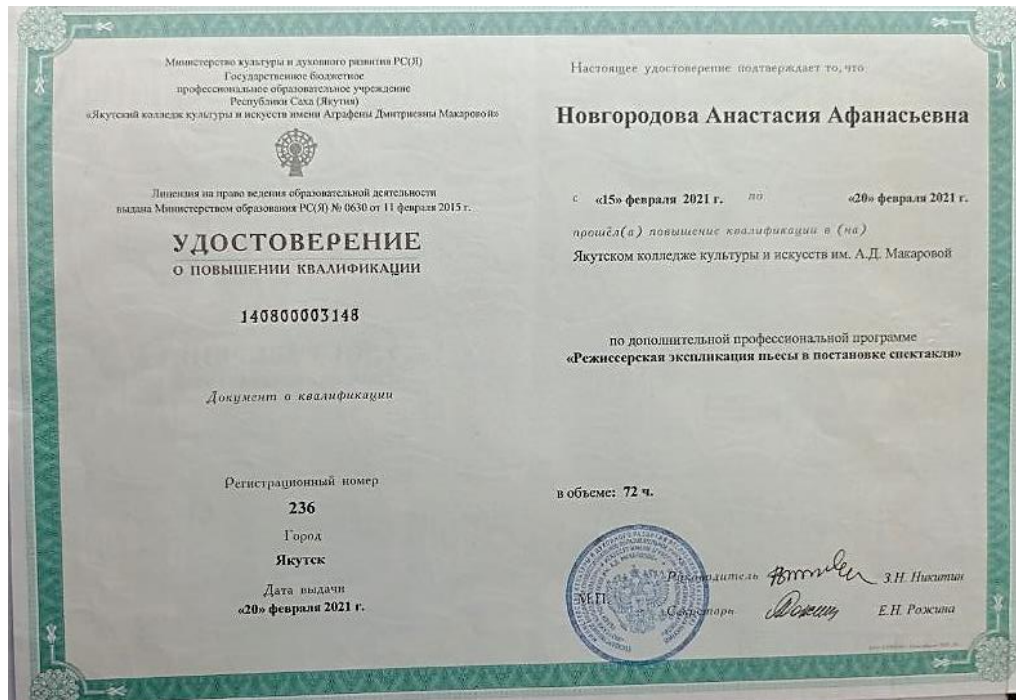 Министерство культуры и духовного развития РС(Я)
Государственное бюджетное
профессиональное образовательное учреждение
Республики Саха (Якутия)
«Якутский колледж культуры и искусств имени Аграфены Дмитриевны Макаровой»
Лицензия на право ведения образовательной деятельности
выдана Министерством образования РС(Я) № 0630 от 11 февраля 2015 г.
УДОСТОВЕРЕНИЕ
О ПОВЫШЕНИИ КВАЛИФИКАЦИИ
140800003148
Документ о квалификации
Регистрационный номер
236
Город
Якутск
Дата выдачи
«20» февраля 2021 г.
Настоящее удостоверение подтверждает то, что
Новгородова Анастасия Афанасьевна
с «15» февраля 2021 г. по «20» февраля 2021 г.
прошёл(а) повышение квалификации в (на)
Якутском колледже культуры и искусств им. А.Д. Макаровой
по дополнительной профессиональной программе
«Режиссерская экспликация пьесы в постановке спектакля»
в объеме: 72 ч.
Руководитель З.Н. Никитин
М.П.
Секретарь Е.Н. Рожина